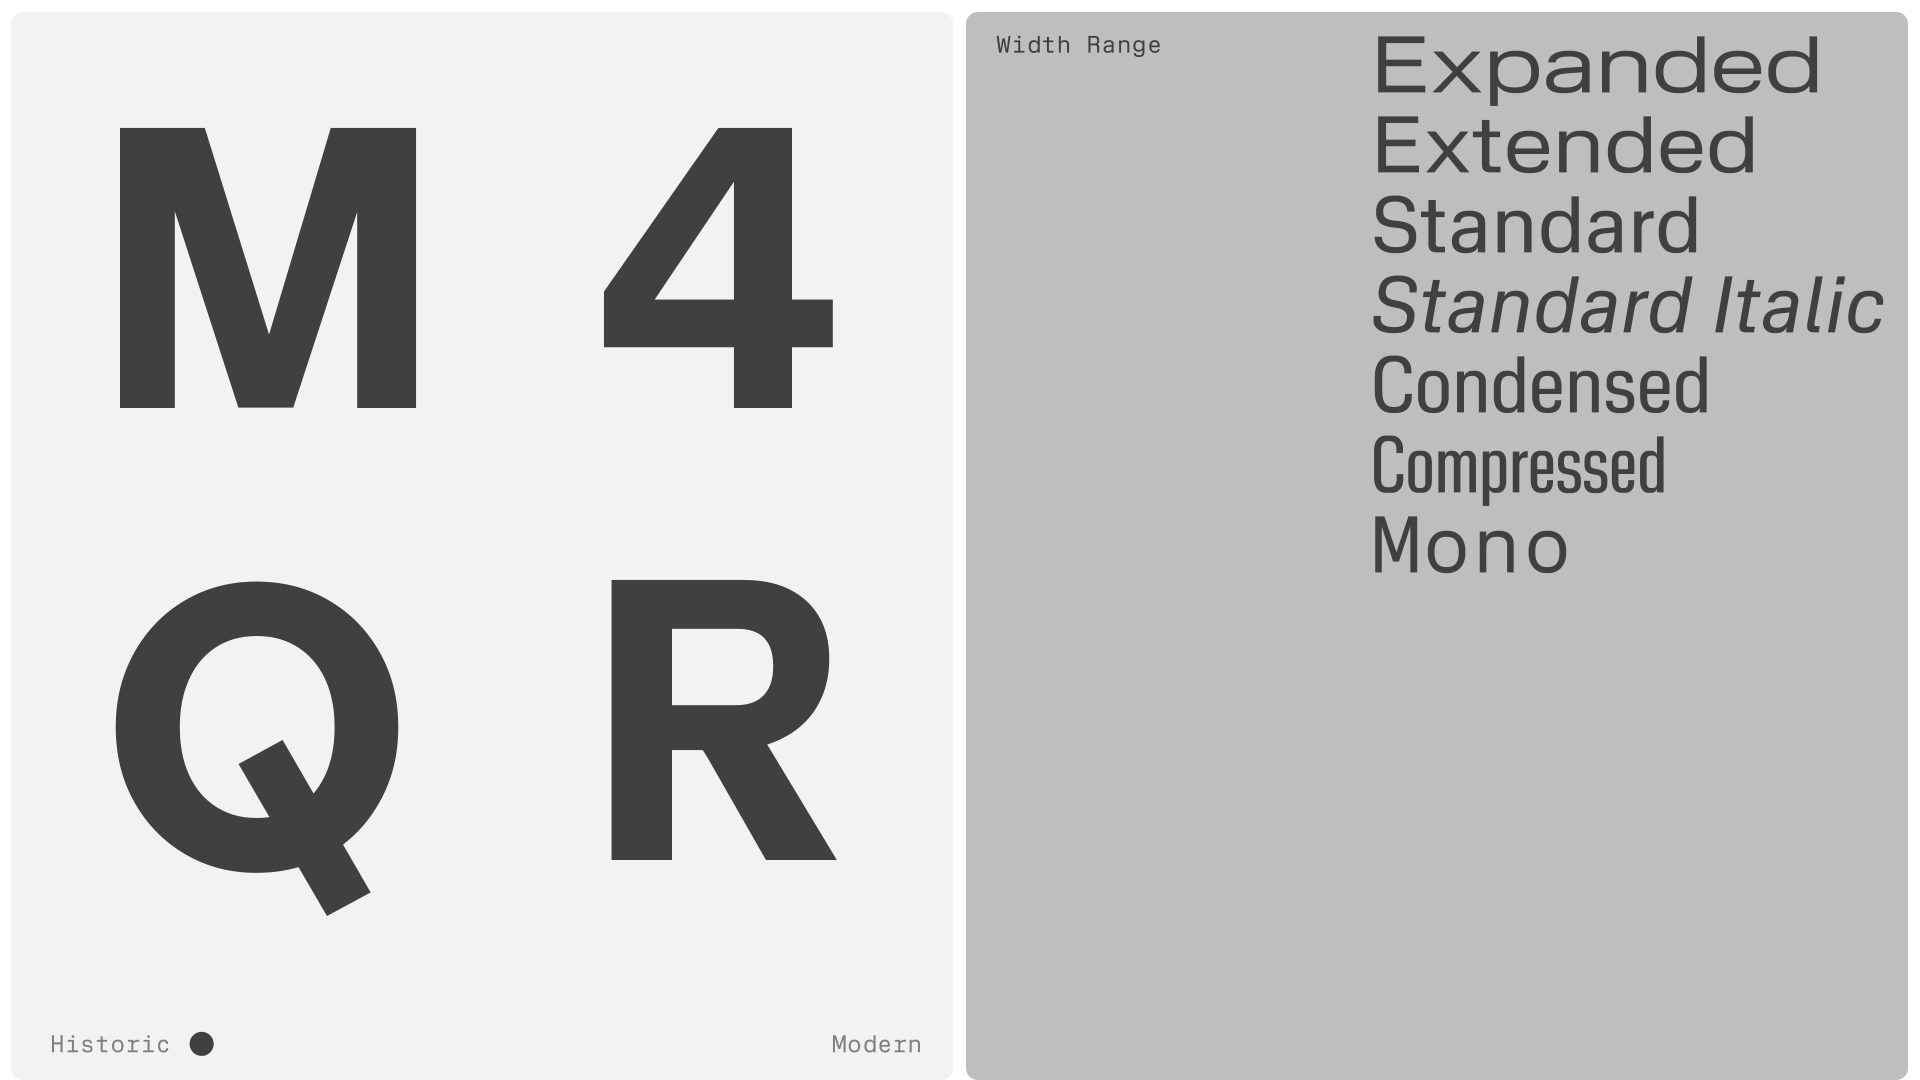 M 4
Q R
Historic
Modern
Width Range
Expanded
Extended
Standard
Standard Italic
Condensed
Compressed
Mono